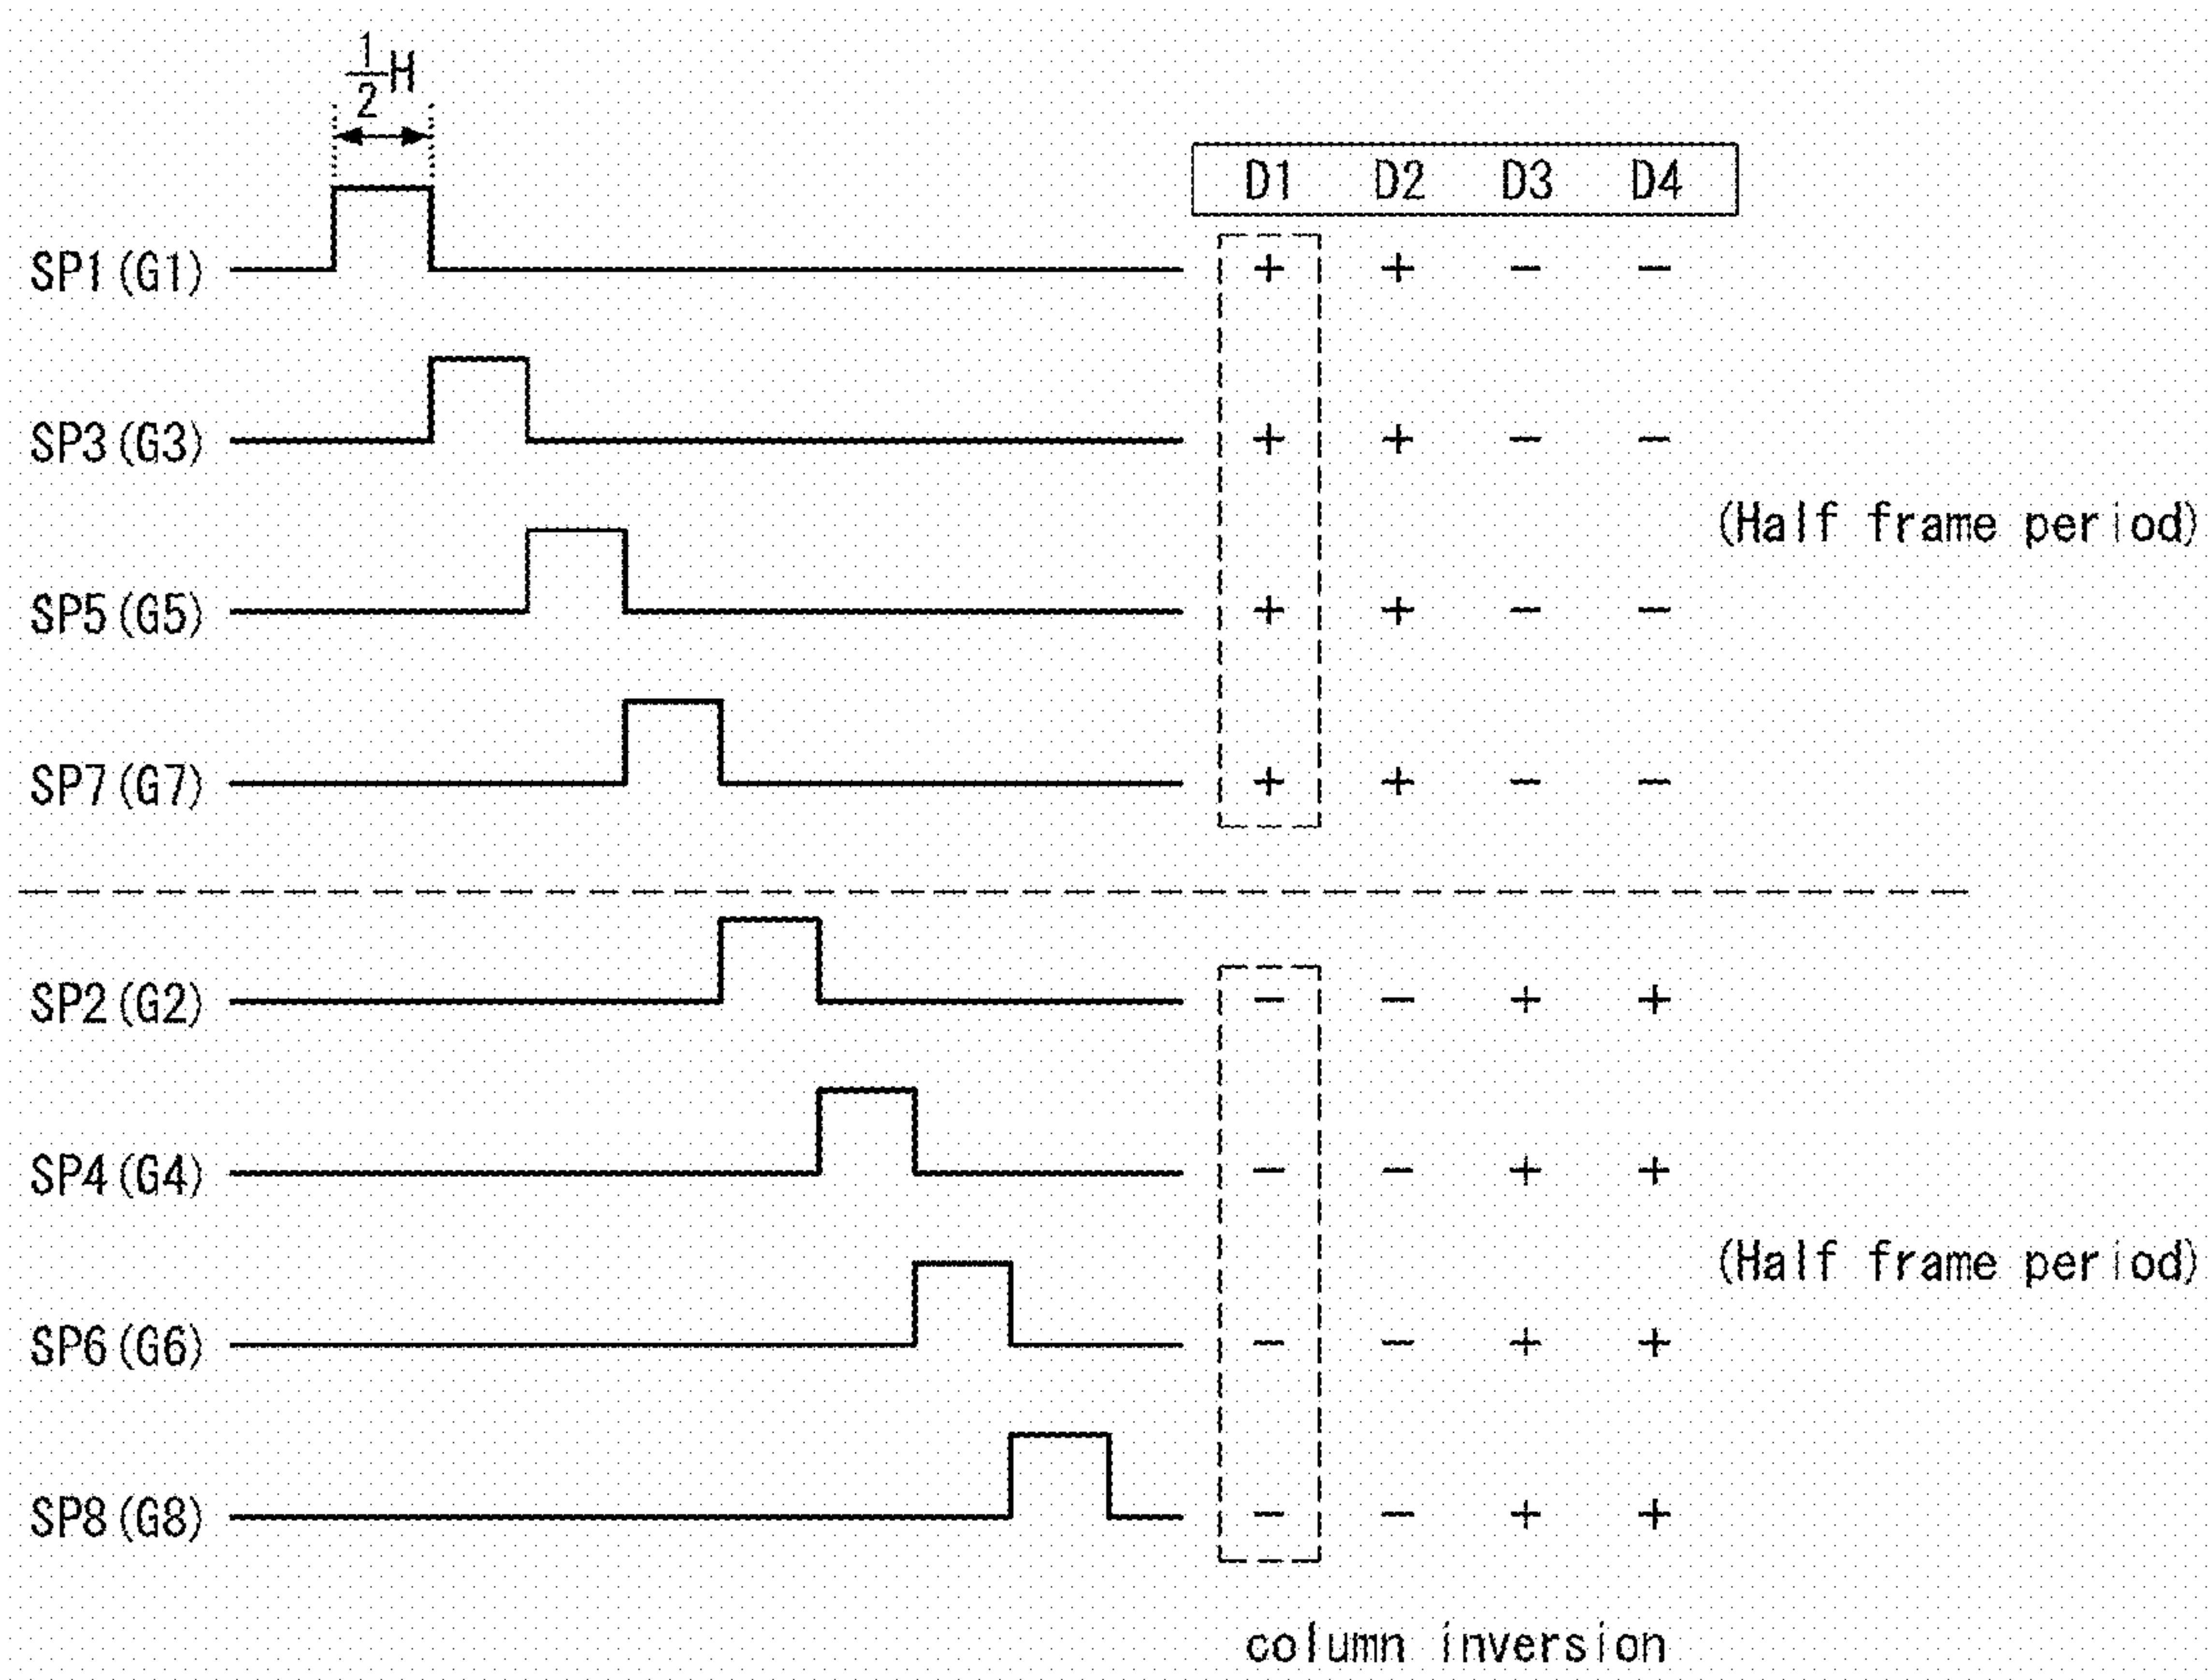 1/2 H
D1 D2 D3 D4
SP1(G1) + + − −
SP3(G3) + + − −
(Half frame period)
SP5(G5) + + − −
SP7(G7) + + − −
SP2(G2) − − + +
SP4(G4) − − + +
(Half frame period)
SP6(G6) − − + +
SP8(G8) − − + +
column inversion